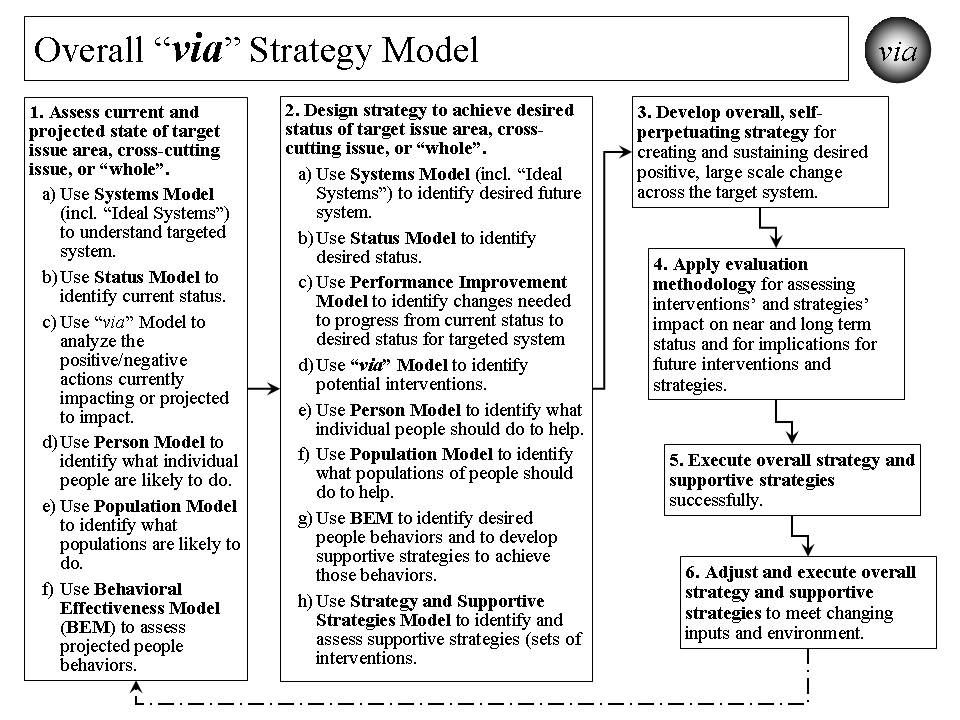 Overall “via” Strategy Model
via
1. Assess current and
projected state of target
issue area, cross-cutting
issue, or “whole”.
a) Use Systems Model
(incl. “Ideal Systems”)
to understand targeted
system.
b) Use Status Model to
identify current status.
c) Use “via” Model to
analyze the
positive/negative
actions currently
impacting or projected
to impact.
d) Use Person Model to
identify what individual
people are likely to do.
e) Use Population Model
to identify what
populations are likely to
do.
f) Use Behavioral
Effectiveness Model
(BEM) to assess
projected people
behaviors.
2. Design strategy to achieve desired
status of target issue area, cross-
cutting issue, or “whole”.
a) Use Systems Model (incl. “Ideal
Systems”) to identify desired future
system.
b) Use Status Model to identify
desired status.
c) Use Performance Improvement
Model to identify changes needed
to progress from current status to
desired status for targeted system
d) Use “via” Model to identify
potential interventions.
e) Use Person Model to identify what
individual people should do to help.
f) Use Population Model to identify
what populations of people should
do to help.
g) Use BEM to identify desired
people behaviors and to develop
supportive strategies to achieve
those behaviors.
h) Use Strategy and Supportive
Strategies Model to identify and
assess supportive strategies (sets of
interventions.
3. Develop overall, self-
perpetuating strategy for
creating and sustaining desired
positive, large scale change
across the target system.
4. Apply evaluation
methodology for assessing
interventions’ and strategies’
impact on near and long term
status and for implications for
future interventions and
strategies.
5. Execute overall strategy and
supportive strategies
successfully.
6. Adjust and execute overall
strategy and supportive
strategies to meet changing
inputs and environment.